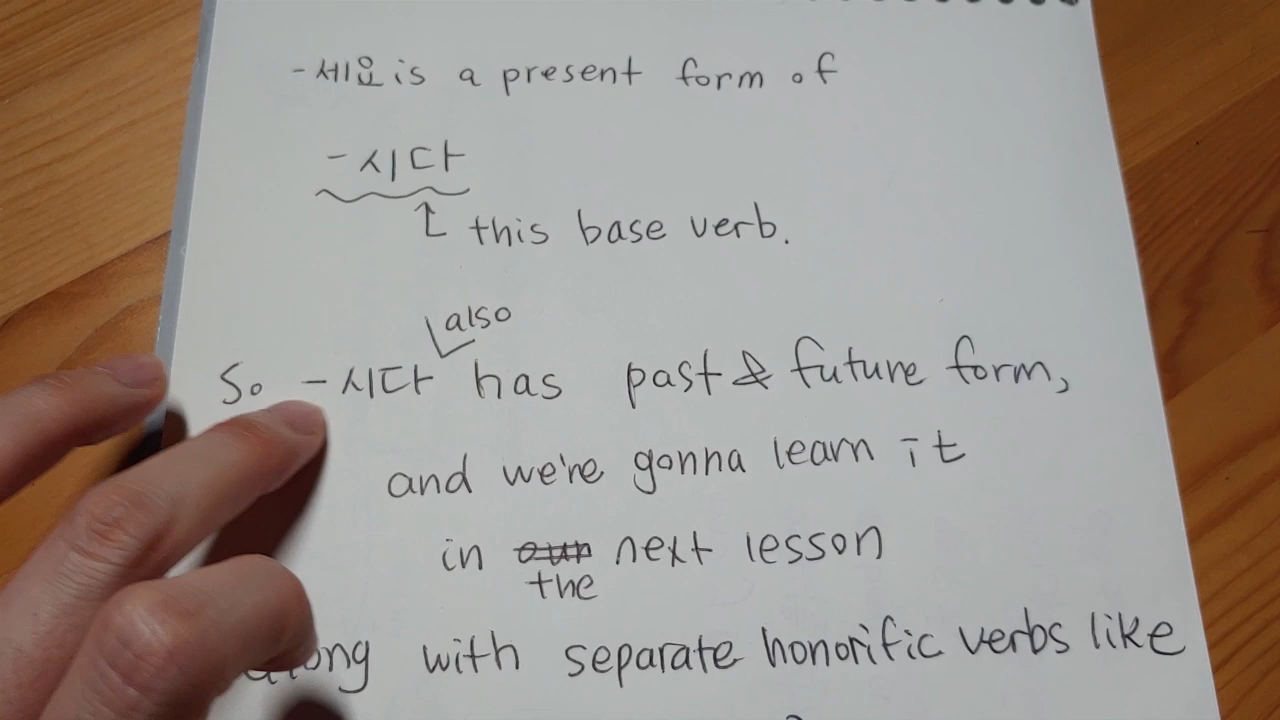 -세요 is a present form of
-시다
this base verb.
also
So -시다 has past & future form,
and we're gonna learn it
in our next lesson
the
along with separate honorific verbs like